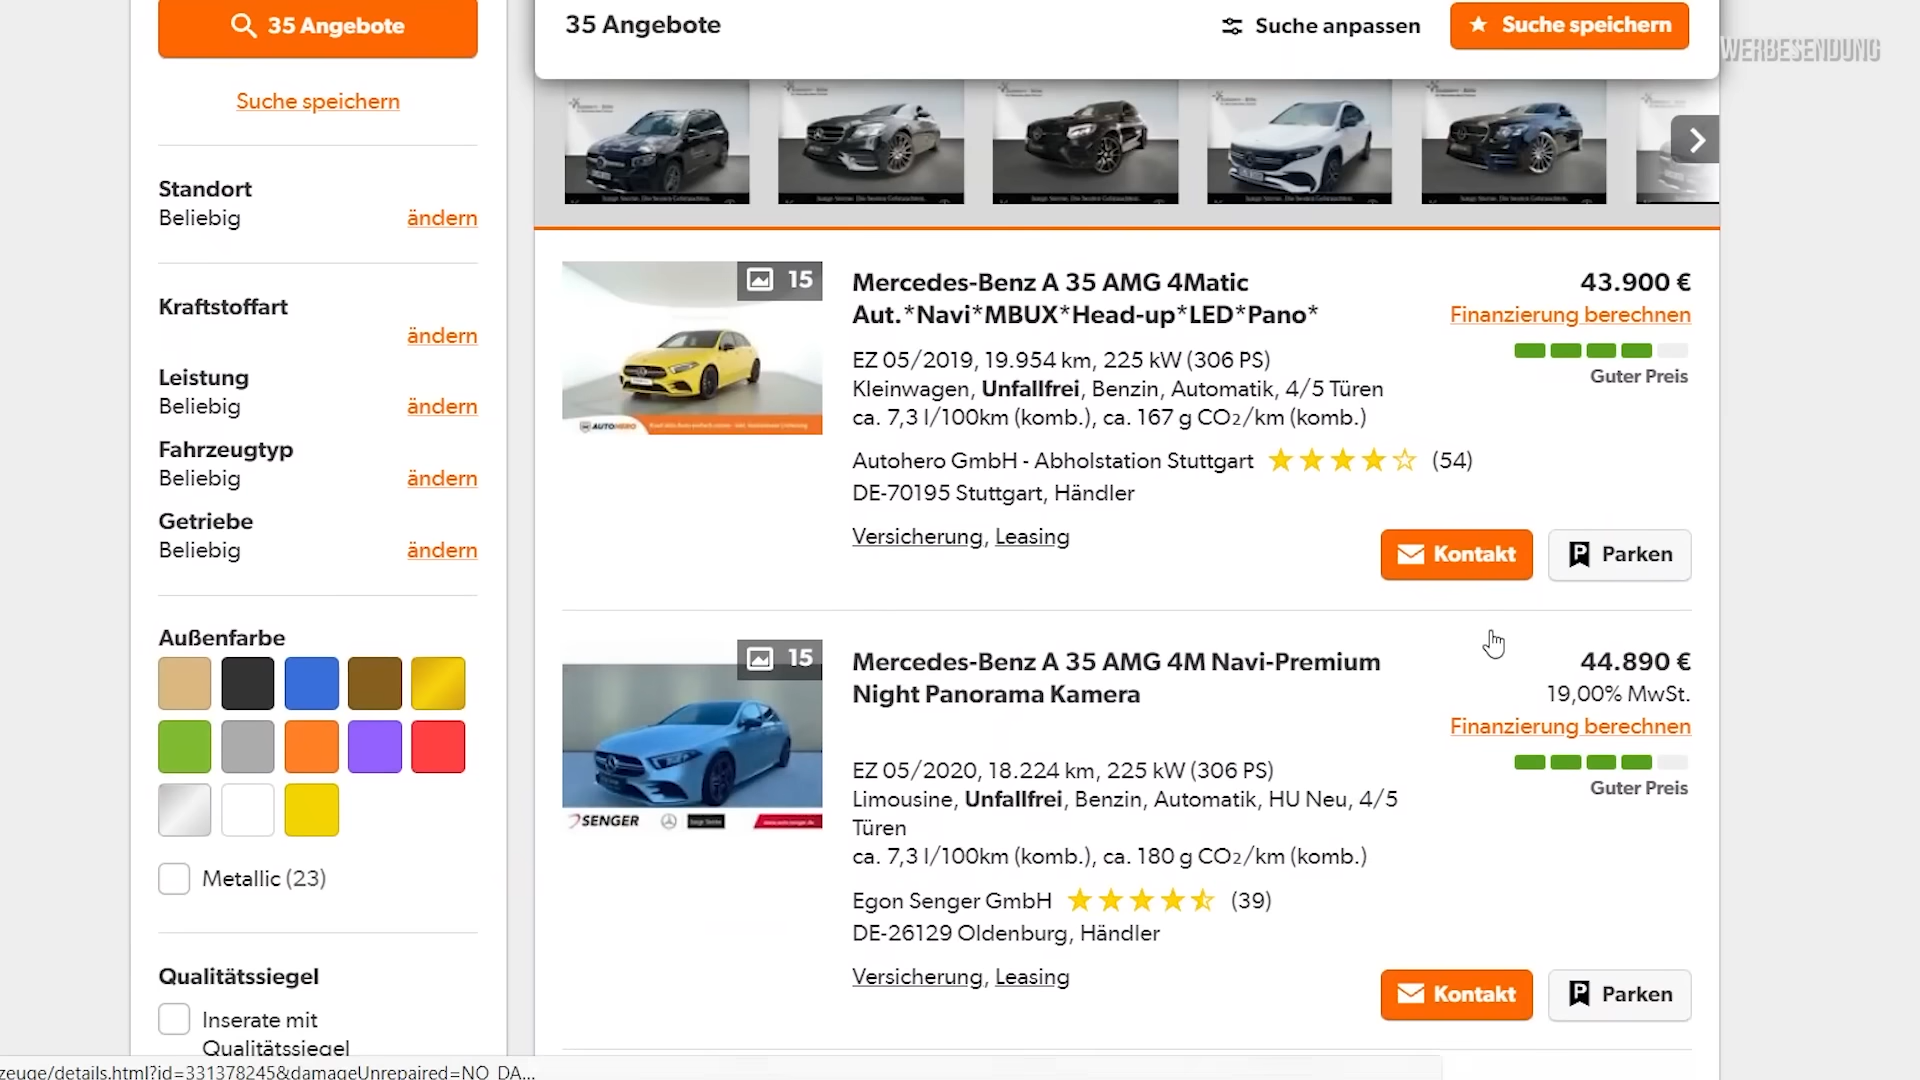 35 Angebote
Suche speichern
Standort
Beliebig
ändern
Kraftstoffart
ändern
Leistung
Beliebig
ändern
Fahrzeugtyp
Beliebig
ändern
Getriebe
Beliebig
ändern
Außenfarbe
Metallic (23)
Qualitätssiegel
Inserate mit
Qualitätssiegel
35 Angebote
Suche anpassen
Suche speichern
WERBESENDUNG
15
AUTOHERO
Mercedes-Benz A 35 AMG 4Matic
Aut.*Navi*MBUX*Head-up*LED*Pano*
43.900 €
Finanzierung berechnen
Guter Preis
EZ 05/2019, 19.954 km, 225 kW (306 PS)
Kleinwagen, Unfallfrei, Benzin, Automatik, 4/5 Türen
ca. 7,3 l/100km (komb.), ca. 167 g CO₂/km (komb.)
Autohero GmbH - Abholstation Stuttgart (54)
DE-70195 Stuttgart, Händler
Versicherung, Leasing
Kontakt
Parken
15
SENGER
Mercedes-Benz A 35 AMG 4M Navi-Premium
Night Panorama Kamera
44.890 €
19,00% MwSt.
Finanzierung berechnen
Guter Preis
EZ 05/2020, 18.224 km, 225 kW (306 PS)
Limousine, Unfallfrei, Benzin, Automatik, HU Neu, 4/5
Türen
ca. 7,3 l/100km (komb.), ca. 180 g CO₂/km (komb.)
Egon Senger GmbH (39)
DE-26129 Oldenburg, Händler
Versicherung, Leasing
Kontakt
Parken
zeuge/details.html?id=331378245&damageUnrepaired=NO_DA...